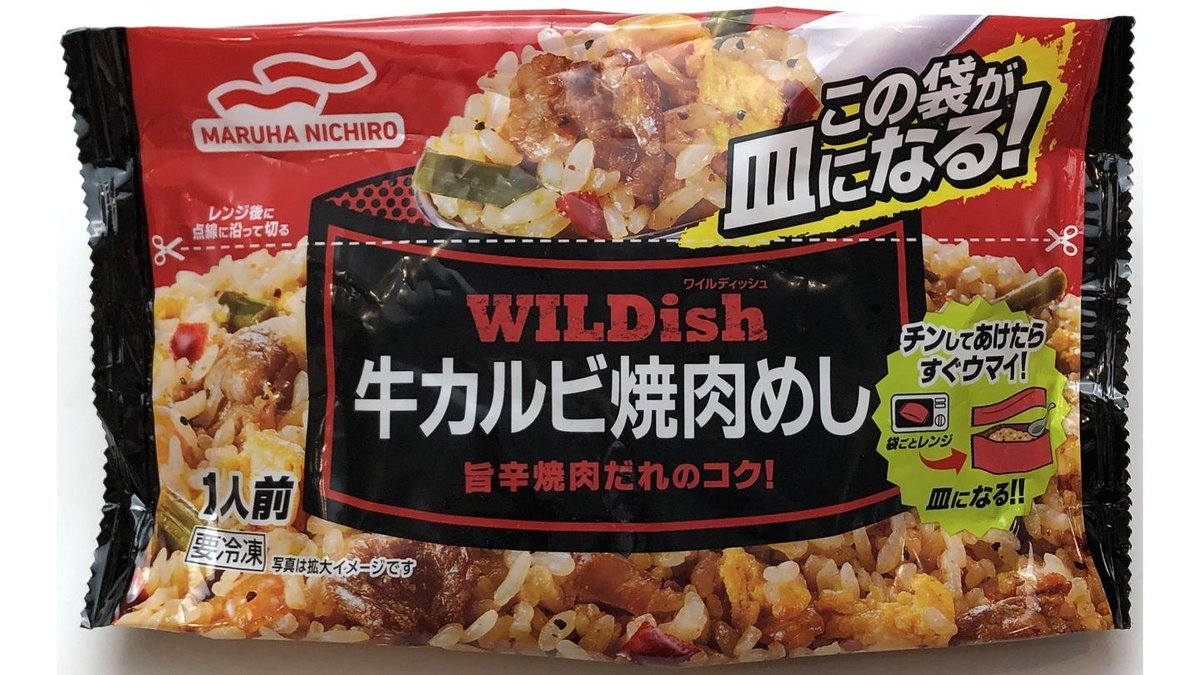 MARUHA NICHIRO
この袋が
皿になる!
レンジ後に
点線に沿って切る
ワイルディッシュ
WILDish
牛カルビ焼肉めし
旨辛焼肉だれのコク!
チンしてあけたら
すぐウマイ!
袋ごとレンジ
皿になる!!
1人前
要冷凍
写真は拡大イメージです